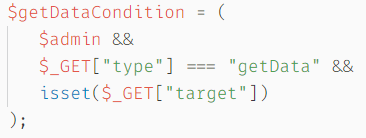 $getDataCondition = (
    $admin &&
    $_GET["type"] === "getData" &&
    isset($_GET["target"])
);